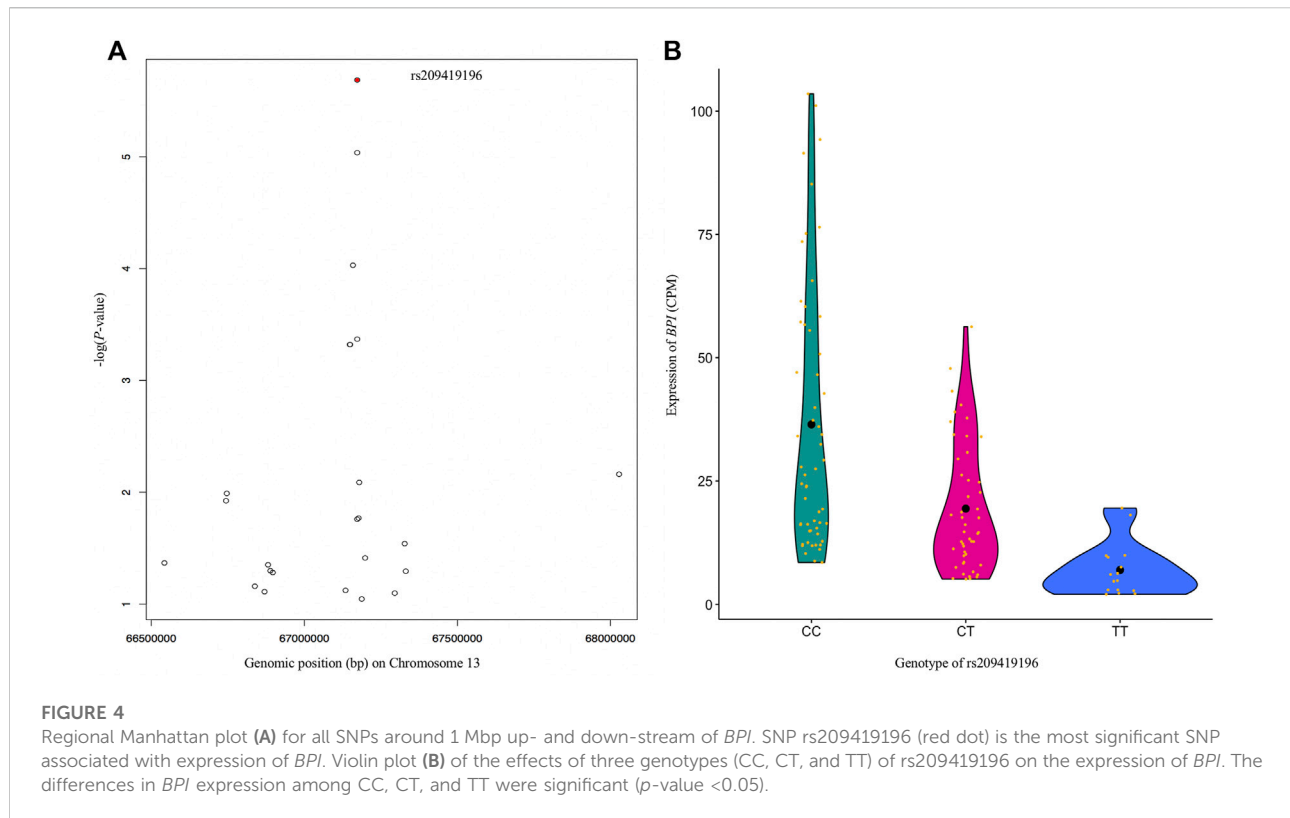 A
rs209419196
5
4
3
2
1
-log(P-value)
66500000 67000000 67500000 68000000
Genomic position (bp) on Chromosome 13
B
100
75
50
25
0
Expression of BPI (CPM)
CC CT TT
Genotype of rs209419196
FIGURE 4
Regional Manhattan plot (A) for all SNPs around 1 Mbp up- and down-stream of BPI. SNP rs209419196 (red dot) is the most significant SNP
associated with expression of BPI. Violin plot (B) of the effects of three genotypes (CC, CT, and TT) of rs209419196 on the expression of BPI. The
differences in BPI expression among CC, CT, and TT were significant (p-value <0.05).